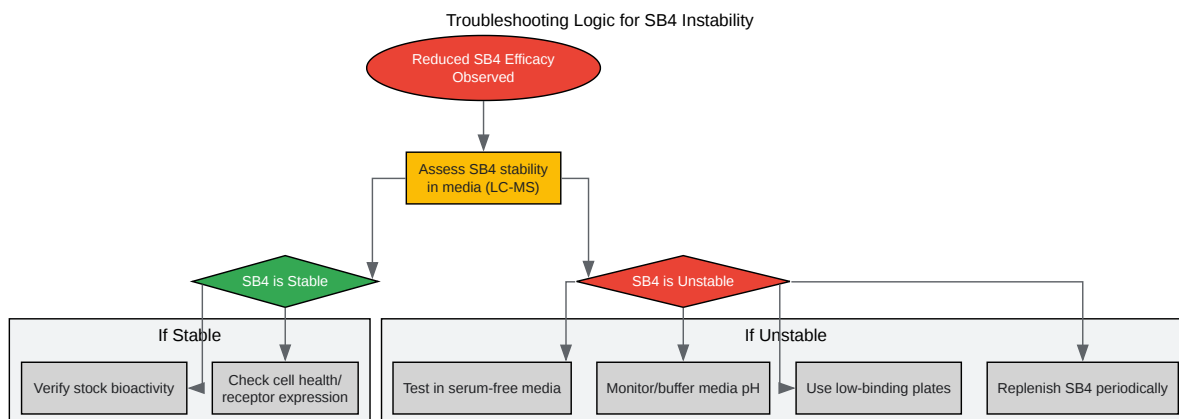 Troubleshooting Logic for SB4 Instability
Reduced SB4 Efficacy
Observed
Assess SB4 stability
in media (LC-MS)
SB4 is Stable
SB4 is Unstable
If Stable
If Unstable
Verify stock bioactivity
Check cell health/
receptor expression
Test in serum-free media
Monitor/buffer media pH
Use low-binding plates
Replenish SB4 periodically